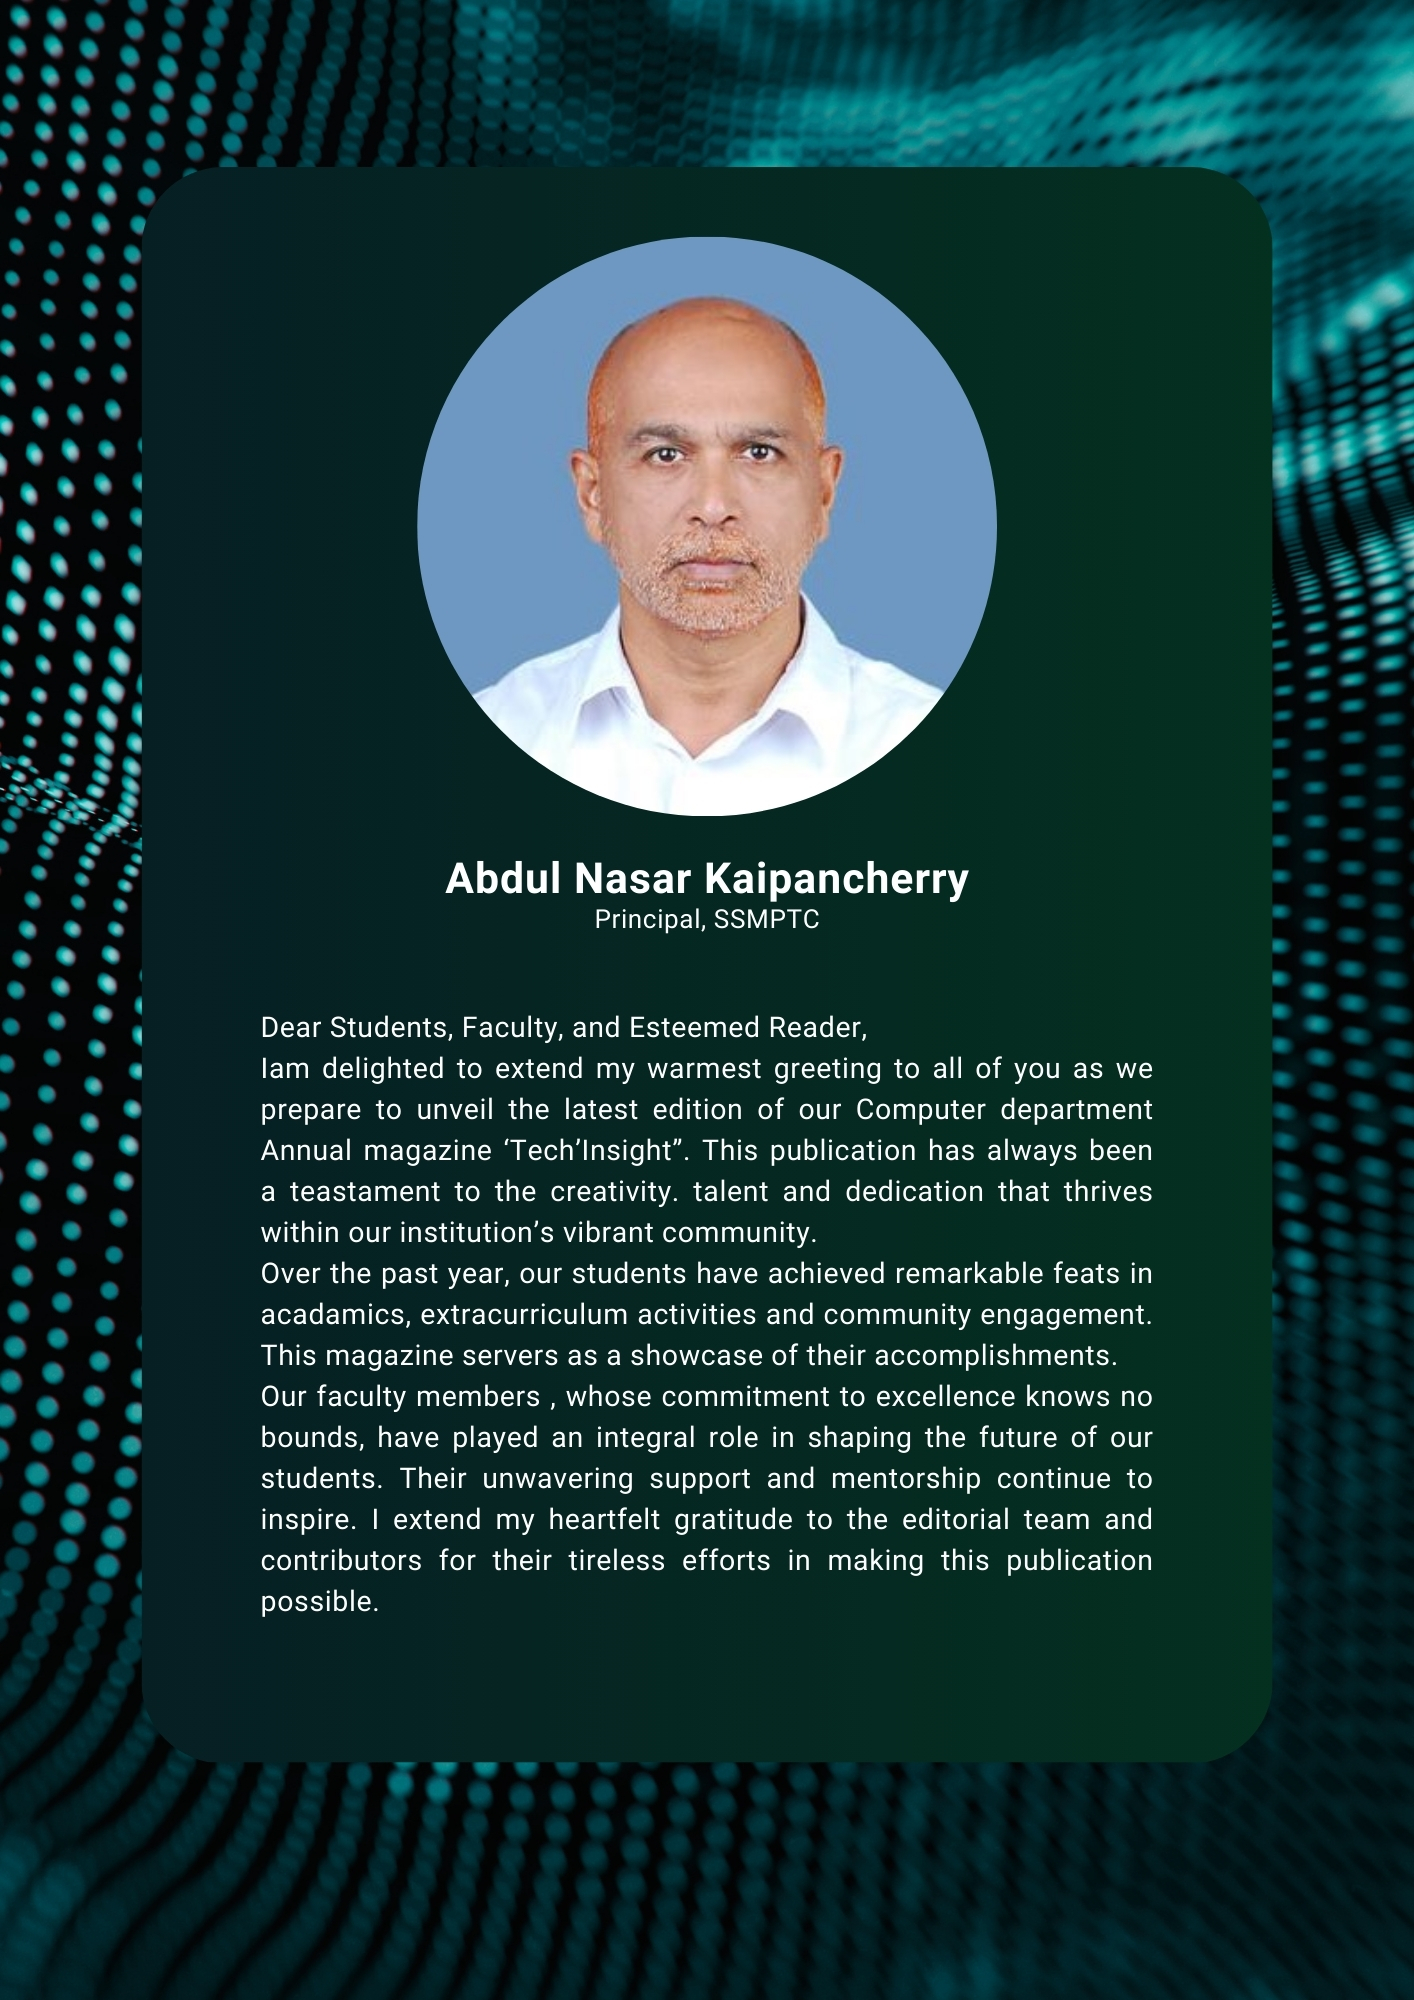 Abdul Nasar Kaipancherry
Principal, SSMPTC
Dear Students, Faculty, and Esteemed Reader,
Iam delighted to extend my warmest greeting to all of you as we
prepare to unveil the latest edition of our Computer department
Annual magazine ‘Tech’Insight”. This publication has always been
a teastament to the creativity. talent and dedication that thrives
within our institution’s vibrant community.
Over the past year, our students have achieved remarkable feats in
acadamics, extracurriculum activities and community engagement.
This magazine servers as a showcase of their accomplishments.
Our faculty members , whose commitment to excellence knows no
bounds, have played an integral role in shaping the future of our
students. Their unwavering support and mentorship continue to
inspire. I extend my heartfelt gratitude to the editorial team and
contributors for their tireless efforts in making this publication
possible.